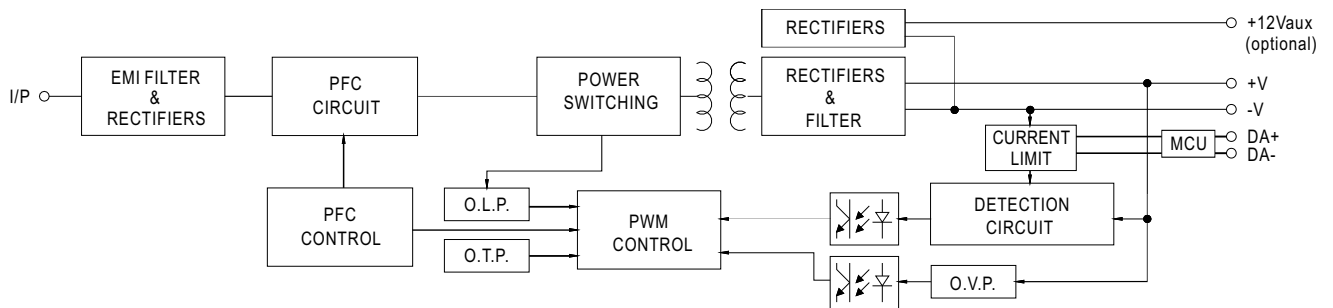 RECTIFIERS
+12Vaux
(optional)
I/P
EMI FILTER
&
RECTIFIERS
PFC
CIRCUIT
POWER
SWITCHING
RECTIFIERS
&
FILTER
+V
-V
CURRENT
LIMIT
MCU
DA+
DA-
PFC
CONTROL
O.L.P.
O.T.P.
PWM
CONTROL
DETECTION
CIRCUIT
O.V.P.